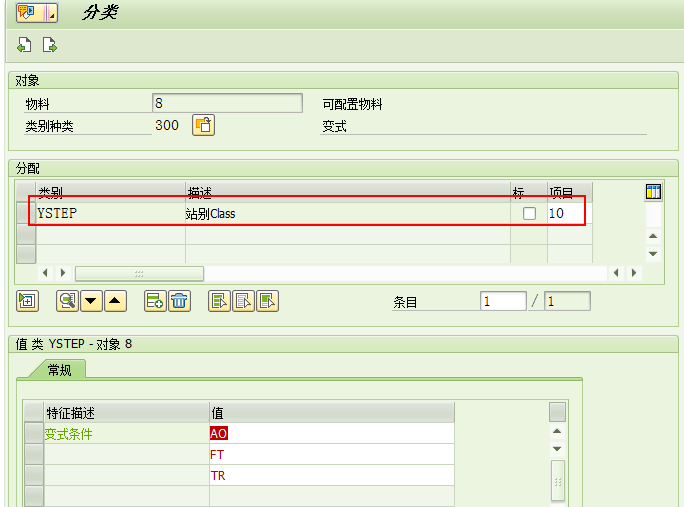 分类
对象
物料 8 可配置物料
类别种类 300 变式
分配
类别 描述 标 项目
YSTEP 站别Class 10
条目 1 / 1
值 类 YSTEP - 对象 8
常规
特征描述 值
变式条件 AO
FT
TR